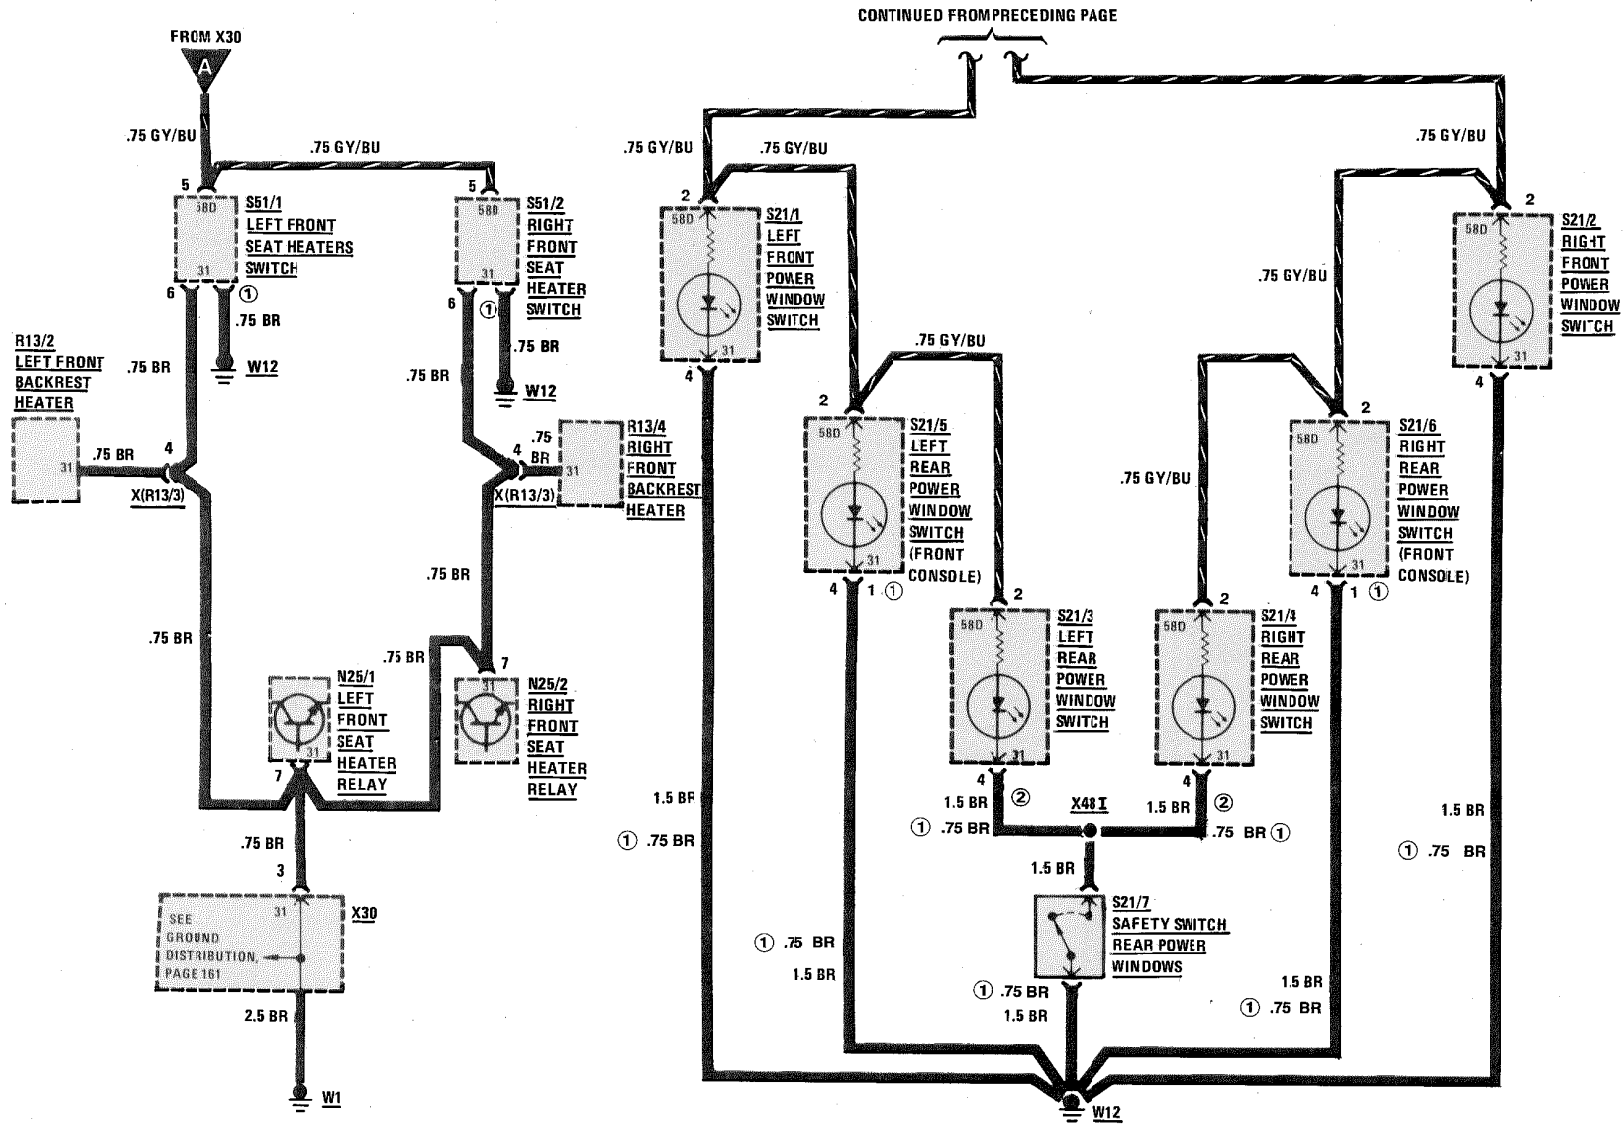 CONTINUED FROMPRECEDING PAGE
FROM X30
A
.75 GY/BU
.75 GY/BU
5
58D
31
S51/1
LEFT FRONT
SEAT HEATERS
SWITCH
6
①
.75 BR
W12
5
58D
31
S51/2
RIGHT
FRONT
SEAT
HEATER
SWITCH
6
①
.75 BR
W12
R13/2
LEFT FRONT
BACKREST
HEATER
31
.75 BR
.75 BR
4
X(R13/3)
.75 BR
4
X(R13/3)
.75
BR
31
R13/4
RIGHT
FRONT
BACKREST
HEATER
.75 BR
.75 BR
.75 BR
7
31
N25/2
RIGHT
FRONT
SEAT
HEATER
RELAY
N25/1
LEFT
FRONT
SEAT
HEATER
RELAY
31
7
.75 BR
3
31
X30
SEE
GROUND
DISTRIBUTION,
PAGE 161
2.5 BR
W1
.75 GY/BU
.75 GY/BU
2
58D
31
S21/1
LEFT
FRONT
POWER
WINDOW
SWITCH
4
.75 GY/BU
2
58D
31
S21/5
LEFT
REAR
POWER
WINDOW
SWITCH
(FRONT
CONSOLE)
4
1 ①
2
58D
31
S21/3
LEFT
REAR
POWER
WINDOW
SWITCH
4
1.5 BR ②
① .75 BR
.75 GY/BU
2
58D
31
S21/4
RIGHT
REAR
POWER
WINDOW
SWITCH
4
1.5 BR ②
.75 BR ①
X48 I
1.5 BR
S21/7
SAFETY SWITCH
REAR POWER
WINDOWS
① .75 BR
1.5 BR
.75 GY/BU
2
58D
31
S21/6
RIGHT
REAR
POWER
WINDOW
SWITCH
(FRONT
CONSOLE)
4
1 ①
.75 GY/BU
2
58D
31
S21/2
RIGHT
FRONT
POWER
WINDOW
SWITCH
4
1.5 BR
① .75 BR
① .75 BR
1.5 BR
1.5 BR
① .75 BR
1.5 BR
① .75 BR
W12